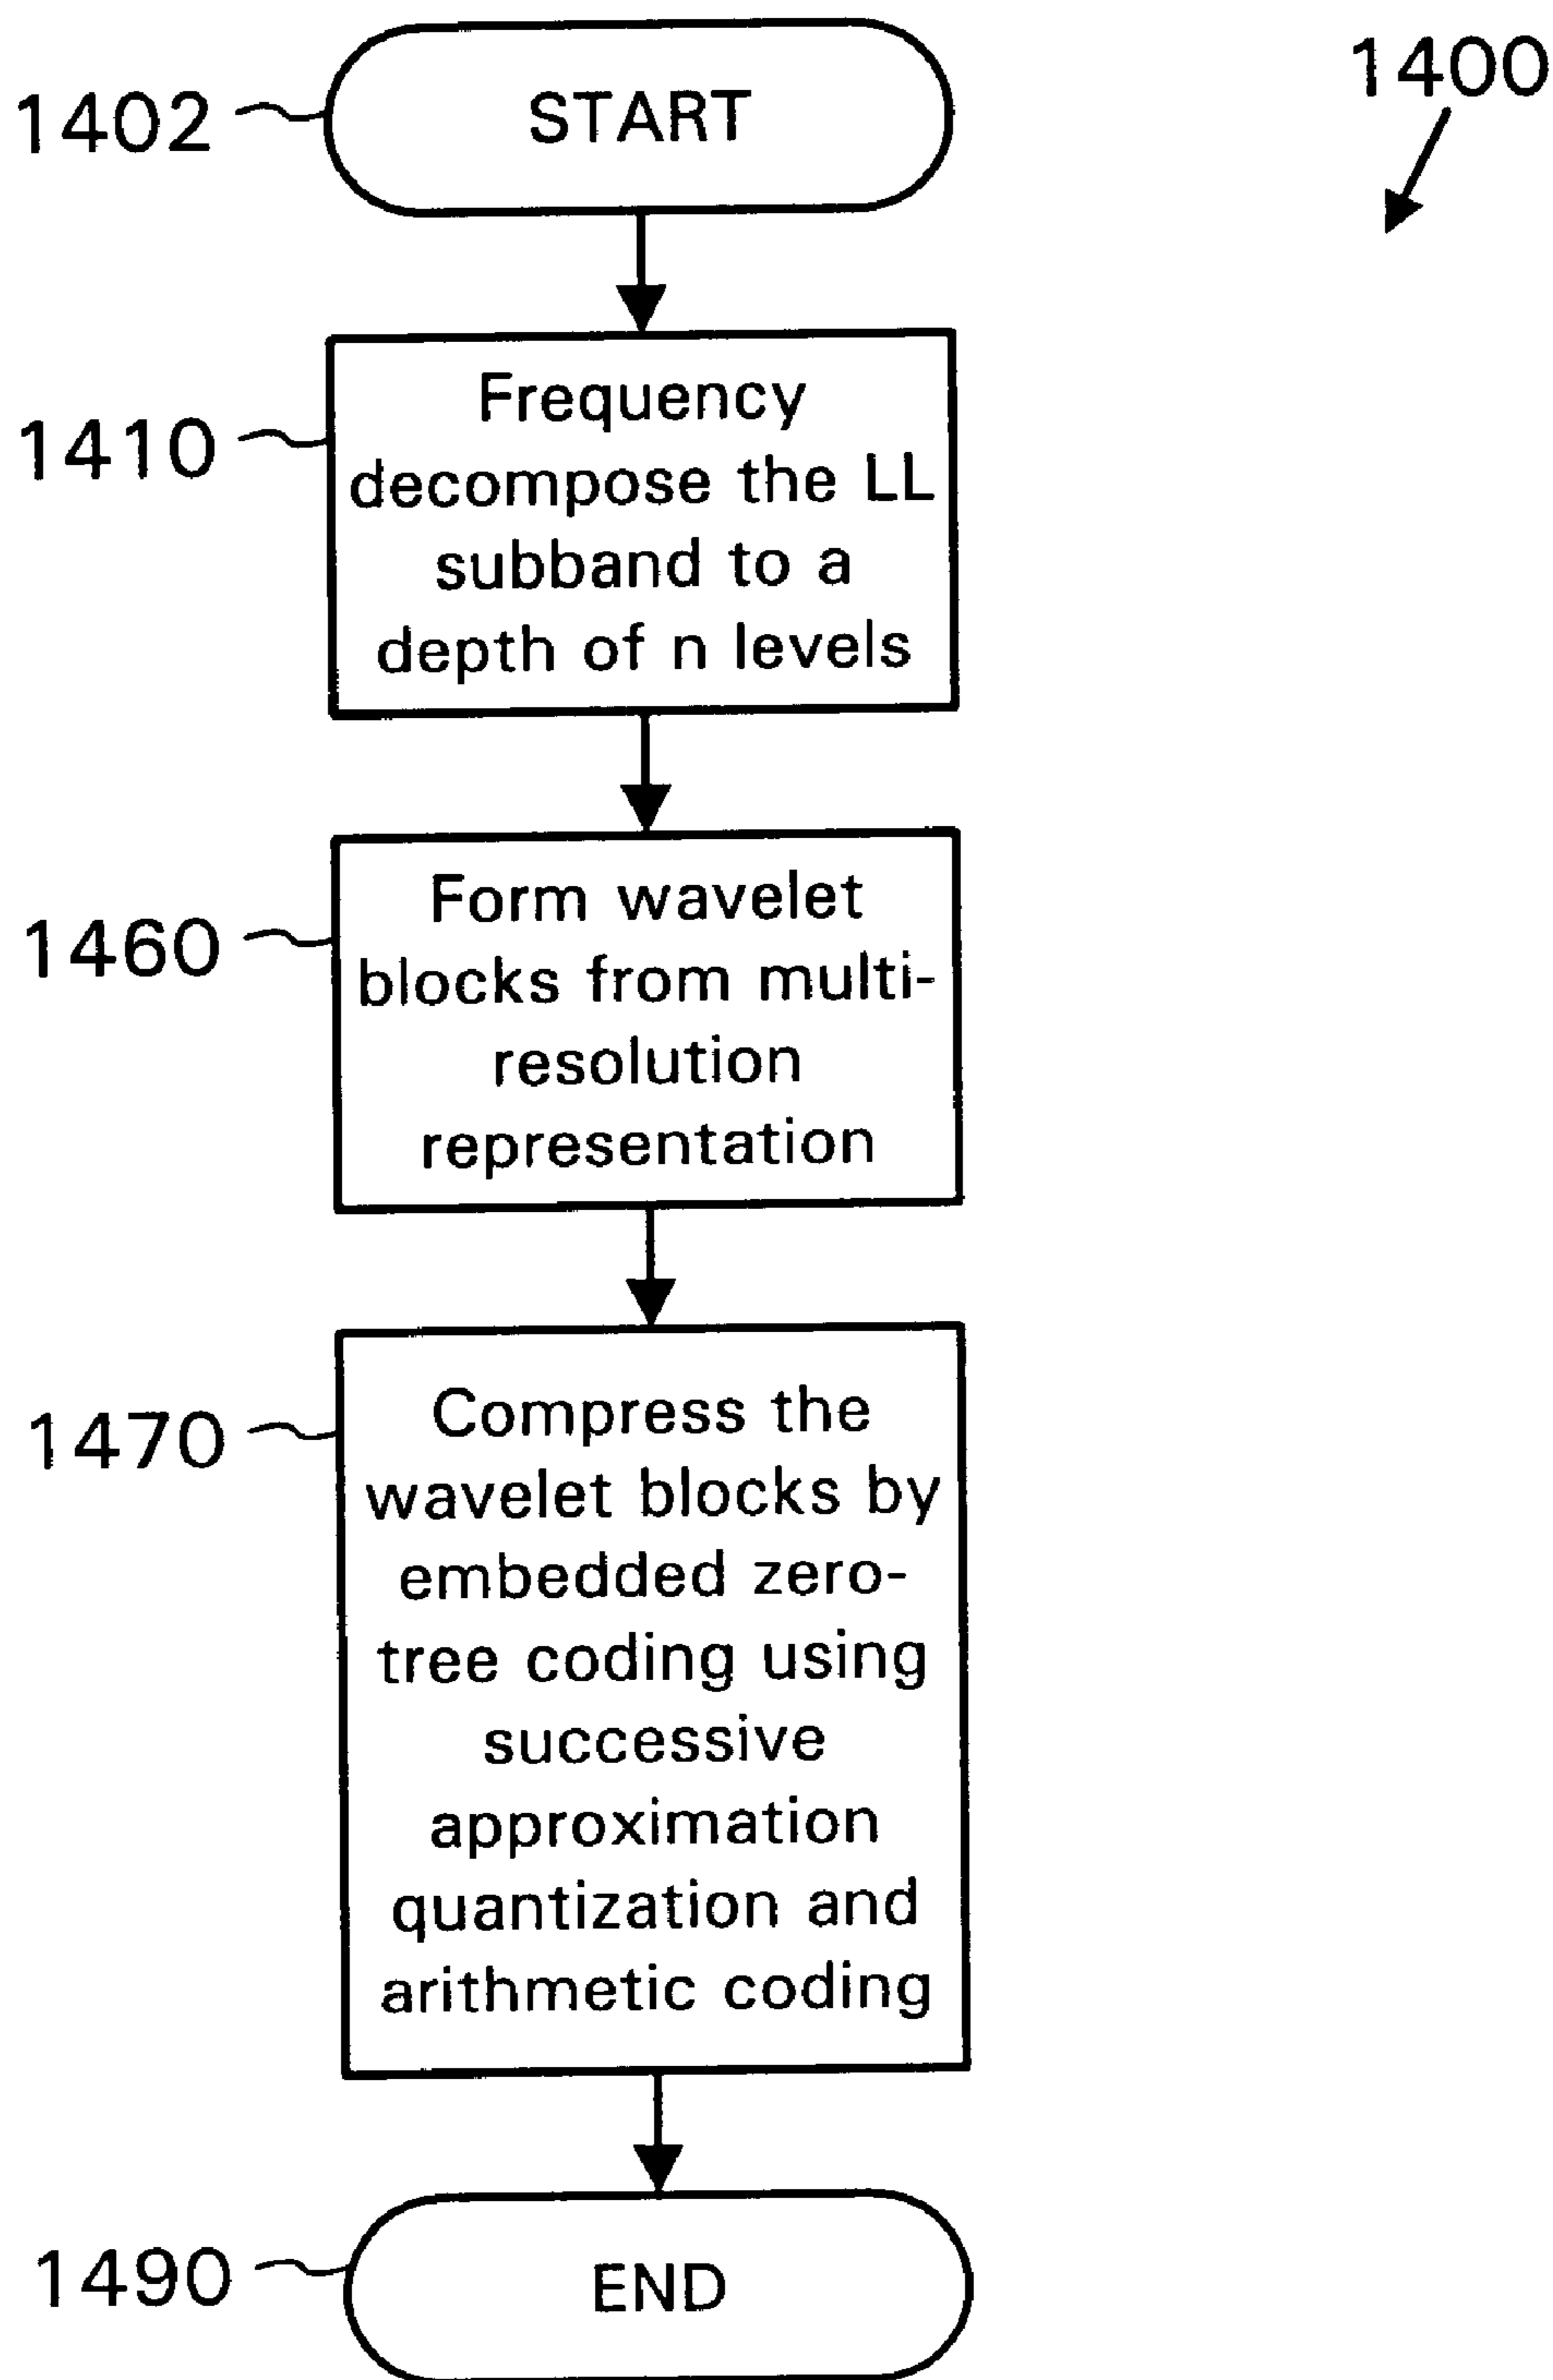 1400
1402
START
1410
Frequency
decompose the LL
subband to a
depth of n levels
1460
Form wavelet
blocks from multi-
resolution
representation
1470
Compress the
wavelet blocks by
embedded zero-
tree coding using
successive
approximation
quantization and
arithmetic coding
1490
END